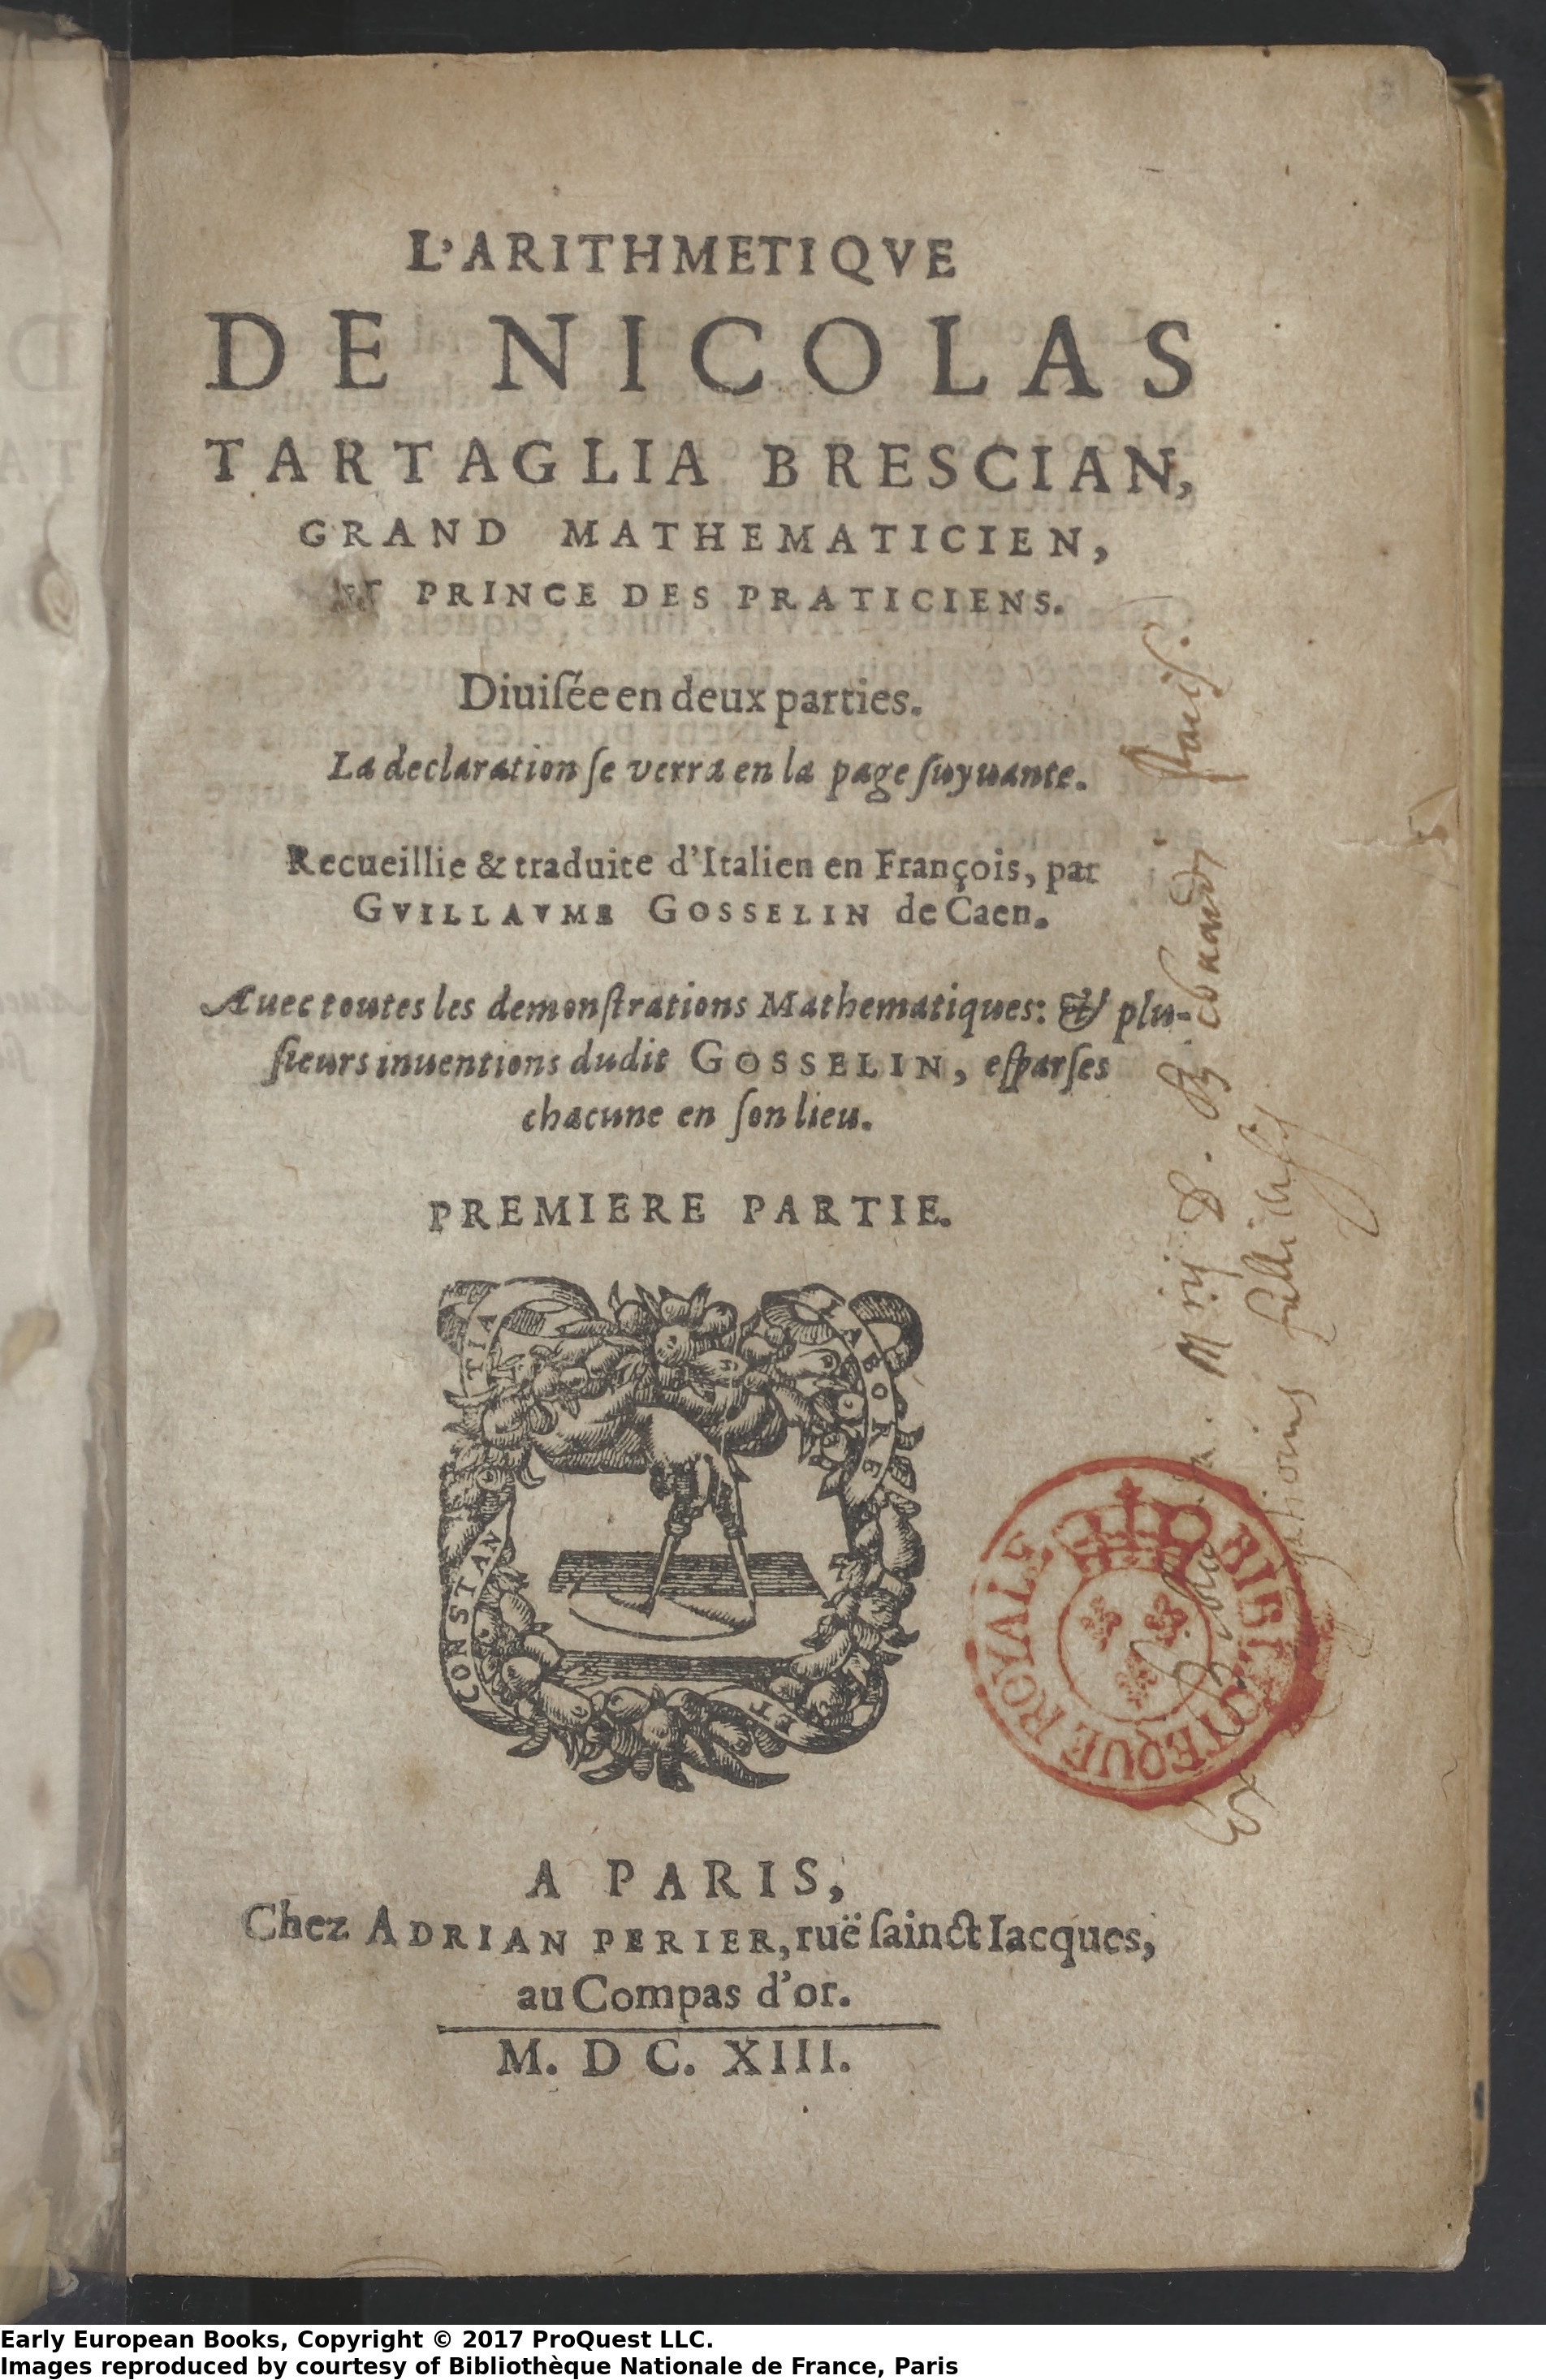 L'ARITHMETIQVE
DE NICOLAS
TARTAGLIA BRESCIAN,
GRAND MATHEMATICIEN,
ET PRINCE DES PRATICIENS.
Diuiſée en deux parties.
La declaration ſe verra en la page ſuyuante.
Recueillie & traduite d'Italien en François, par
GVILLAVME GOSSELIN de Caen.
Auec toutes les demonſtrations Mathematiques: & plu-
ſieurs inuentions dudit GOSSELIN, eſparſes
chacune en ſon lieu.
PREMIERE PARTIE.
LABORE
ET
CONSTANTIA
BIBLIOTEQUE ROYALE
A PARIS,
Chez ADRIAN PERIER, ruë ſainct Iacques,
au Compas d'or.
M. D C. XIII.
Early European Books, Copyright © 2017 ProQuest LLC.
Images reproduced by courtesy of Bibliothèque Nationale de France, Paris